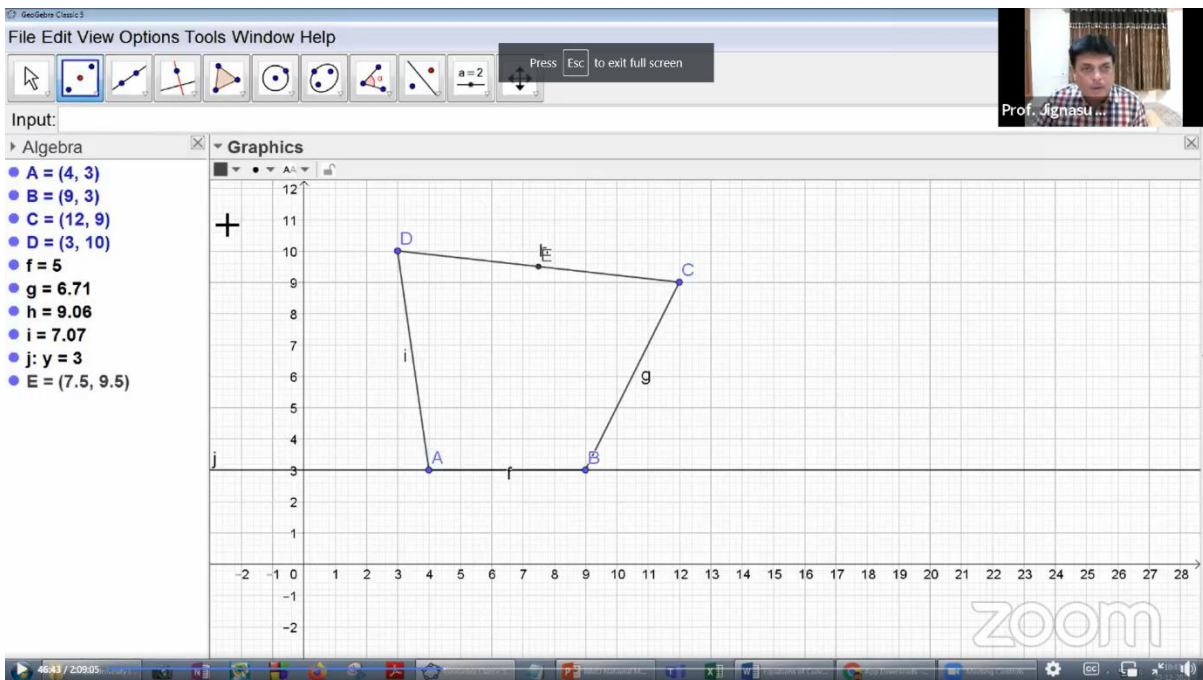 GeoGebra Classic 5
File Edit View Options Tools Window Help
Press Esc to exit full screen
a=2
Prof. Jignasu ...
Input:
Algebra
Graphics
AA
A = (4, 3)
B = (9, 3)
C = (12, 9)
D = (3, 10)
f = 5
g = 6.71
h = 9.06
i = 7.07
j: y = 3
E = (7.5, 9.5)
12
11
D
10
E
C
9
8
7
i
6
g
5
4
j
A
B
3
f
2
1
-2 -1 0 1 2 3 4 5 6 7 8 9 10 11 12 13 14 15 16 17 18 19 20 21 22 23 24 25 26 27 28
-1
-2
zoom
46:43 / 2:09:05
CC